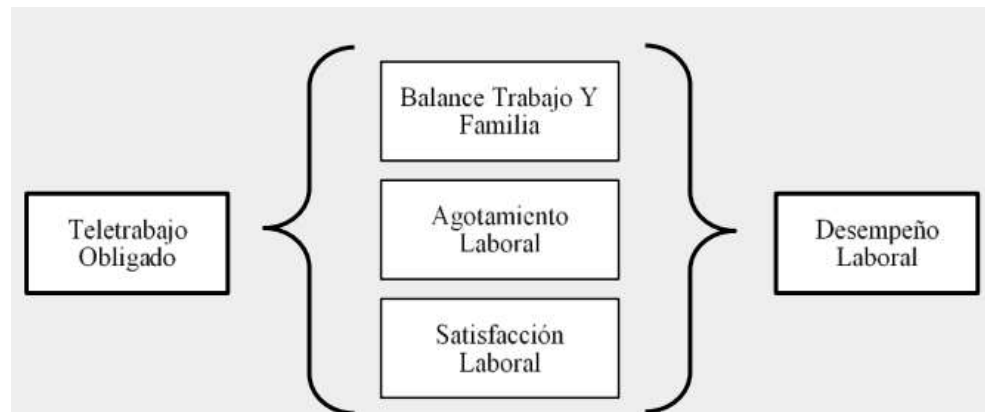 Teletrabajo
Obligado
Balance Trabajo Y
Familia
Agotamiento
Laboral
Satisfacción
Laboral
Desempeño
Laboral